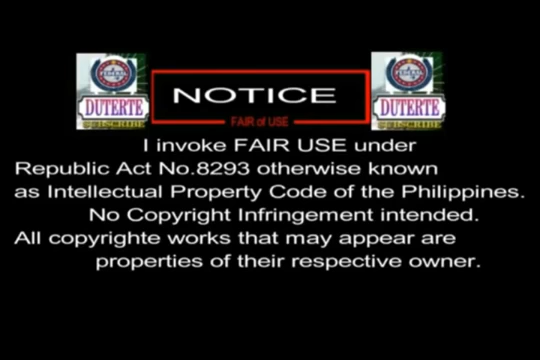 NOTICE
FAIR of USE
DUTERTE
SUBSCRIBE
DUTERTE
SUBSCRIBE
I invoke FAIR USE under
Republic Act No.8293 otherwise known
as Intellectual Property Code of the Philippines.
No Copyright Infringement intended.
All copyrighte works that may appear are
properties of their respective owner.